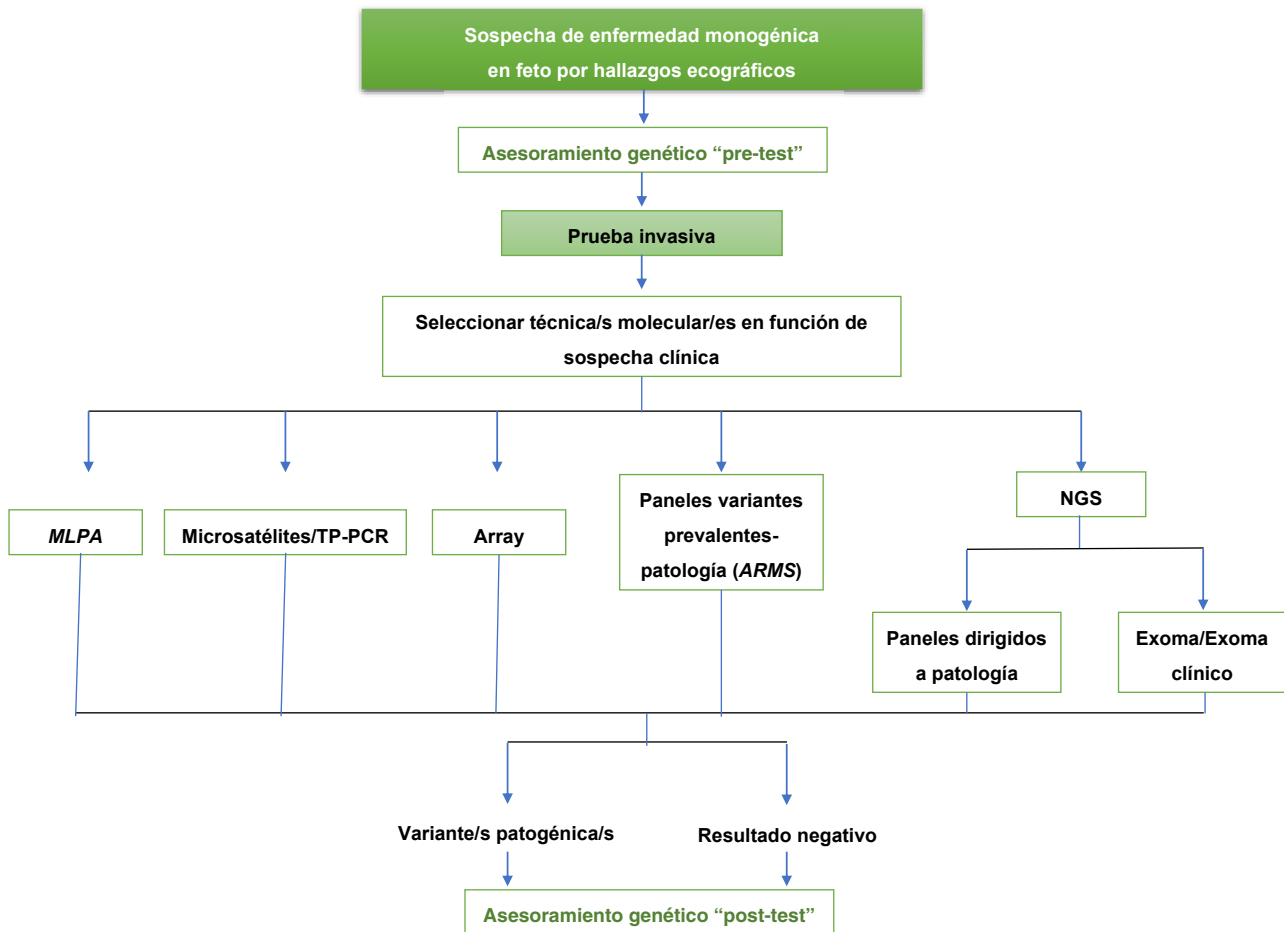 Sospecha de enfermedad monogénica
en feto por hallazgos ecográficos
Asesoramiento genético “pre-test”
Prueba invasiva
Seleccionar técnica/s molecular/es en función de
sospecha clínica
MLPA
Microsatélites/TP-PCR
Array
Paneles variantes
prevalentes-
patología (ARMS)
NGS
Paneles dirigidos
a patología
Exoma/Exoma
clínico
Variante/s patogénica/s
Resultado negativo
Asesoramiento genético “post-test”